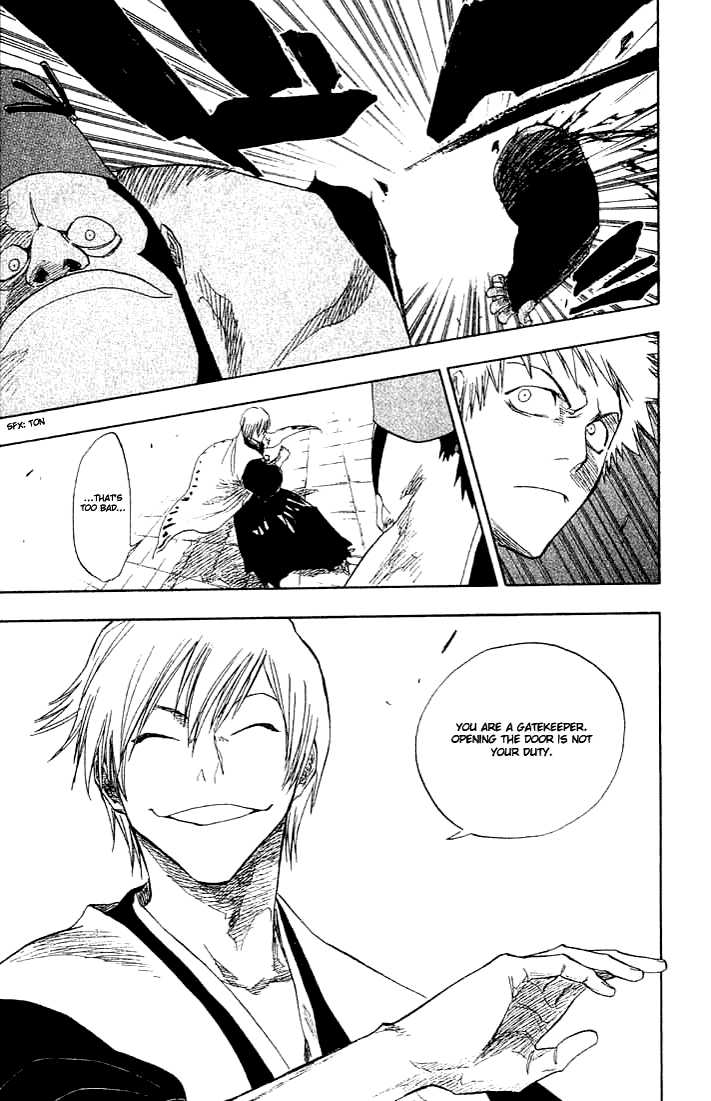 SFX: TON
...THAT'S
TOO BAD...
YOU ARE A GATEKEEPER.
OPENING THE DOOR IS NOT
YOUR DUTY.